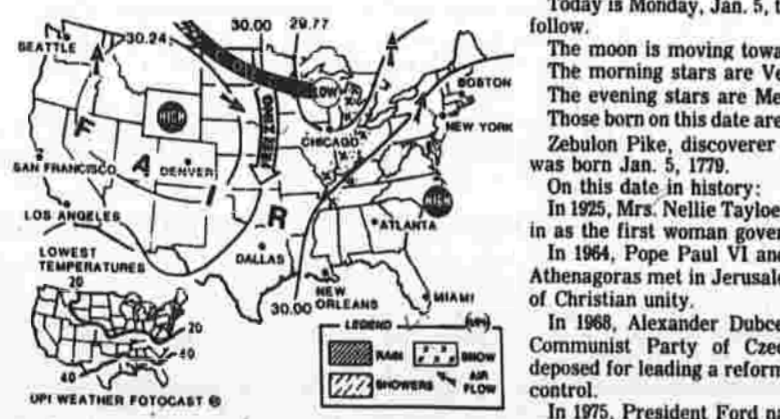 30.24
30.00
29.77
SEATTLE
COLD
LOW
BOSTON
HIGH
FREEZING
NEW YORK
CHICAGO
F
A
I
R
SAN FRANCISCO
DENVER
HIGH
LOS ANGELES
ATLANTA
DALLAS
LOWEST
TEMPERATURES
20
NEW
ORLEANS
30.00
MIAMI
LEGEND
(UPI)
RAIN
SNOW
SHOWERS
AIR
FLOW
20
40
40
UPI WEATHER FOTOCAST ©
Today is Monday, Jan. 5, t
follow.
The moon is moving towa
The morning stars are Ve
The evening stars are Me
Those born on this date are
Zebulon Pike, discoverer
was born Jan. 5, 1779.
On this date in history:
In 1925, Mrs. Nellie Tayloe
in as the first woman gover
In 1964, Pope Paul VI and
Athenagoras met in Jerusale
of Christian unity.
In 1968, Alexander Dubce
Communist Party of Czec
deposed for leading a reform
control.
In 1975, President Ford